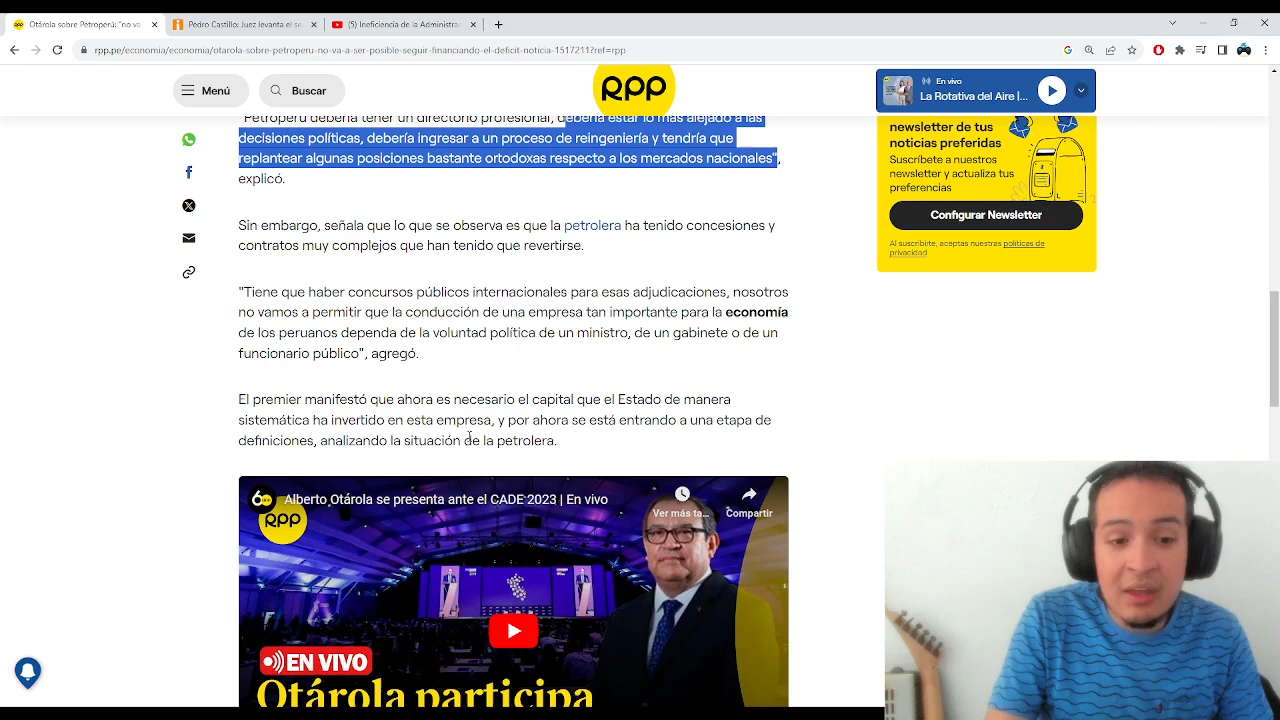 Otárola sobre Petroperú: "no va
Pedro Castillo: Juez levanta el se
(5) Ineficiencia de la Administrac
rpp.pe/economia/economia/otarola-sobre-petroperu-no-va-a-ser-posible-seguir-financiando-el-deficit-noticia-1517211?ref=rpp
Menú
Buscar
RPP
En vivo
La Rotativa del Aire |...
"Petroperú debería tener un directorio profesional, debería estar lo más alejado a las
decisiones políticas, debería ingresar a un proceso de reingeniería y tendría que
replantear algunas posiciones bastante ortodoxas respecto a los mercados nacionales",
explicó.
Sin embargo, señala que lo que se observa es que la petrolera ha tenido concesiones y
contratos muy complejos que han tenido que revertirse.
"Tiene que haber concursos públicos internacionales para esas adjudicaciones, nosotros
no vamos a permitir que la conducción de una empresa tan importante para la economía
de los peruanos dependa de la voluntad política de un ministro, de un gabinete o de un
funcionario público", agregó.
El premier manifestó que ahora es necesario el capital que el Estado de manera
sistemática ha invertido en esta empresa, y por ahora se está entrando a una etapa de
definiciones, analizando la situación de la petrolera.
newsletter de tus
noticias preferidas
Suscríbete a nuestros
newsletter y actualiza tus
preferencias
Configurar Newsletter
Al suscribirte, aceptas nuestras políticas de
privacidad
Alberto Otárola se presenta ante el CADE 2023 | En vivo
Ver más ta...
Compartir
RPP
EN VIVO
Otárola participa